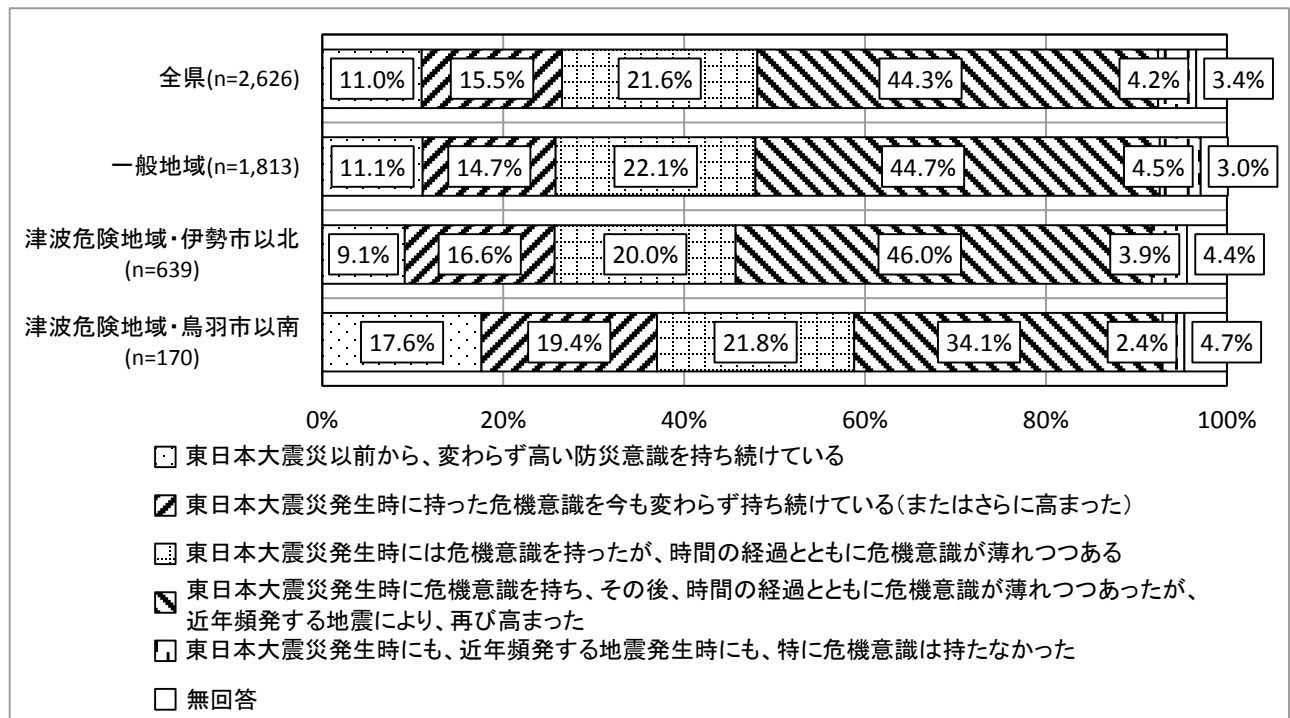 全県(n=2,626)
11.0%
15.5%
21.6%
44.3%
4.2%
3.4%
一般地域(n=1,813)
11.1%
14.7%
22.1%
44.7%
4.5%
3.0%
津波危険地域・伊勢市以北
(n=639)
9.1%
16.6%
20.0%
46.0%
3.9%
4.4%
津波危険地域・鳥羽市以南
(n=170)
17.6%
19.4%
21.8%
34.1%
2.4%
4.7%
0%
20%
40%
60%
80%
100%
東日本大震災以前から、変わらず高い防災意識を持ち続けている
東日本大震災発生時に持った危機意識を今も変わらず持ち続けている(またはさらに高まった)
東日本大震災発生時には危機意識を持ったが、時間の経過とともに危機意識が薄れつつある
東日本大震災発生時に危機意識を持ち、その後、時間の経過とともに危機意識が薄れつつあったが、
近年頻発する地震により、再び高まった
東日本大震災発生時にも、近年頻発する地震発生時にも、特に危機意識は持たなかった
無回答